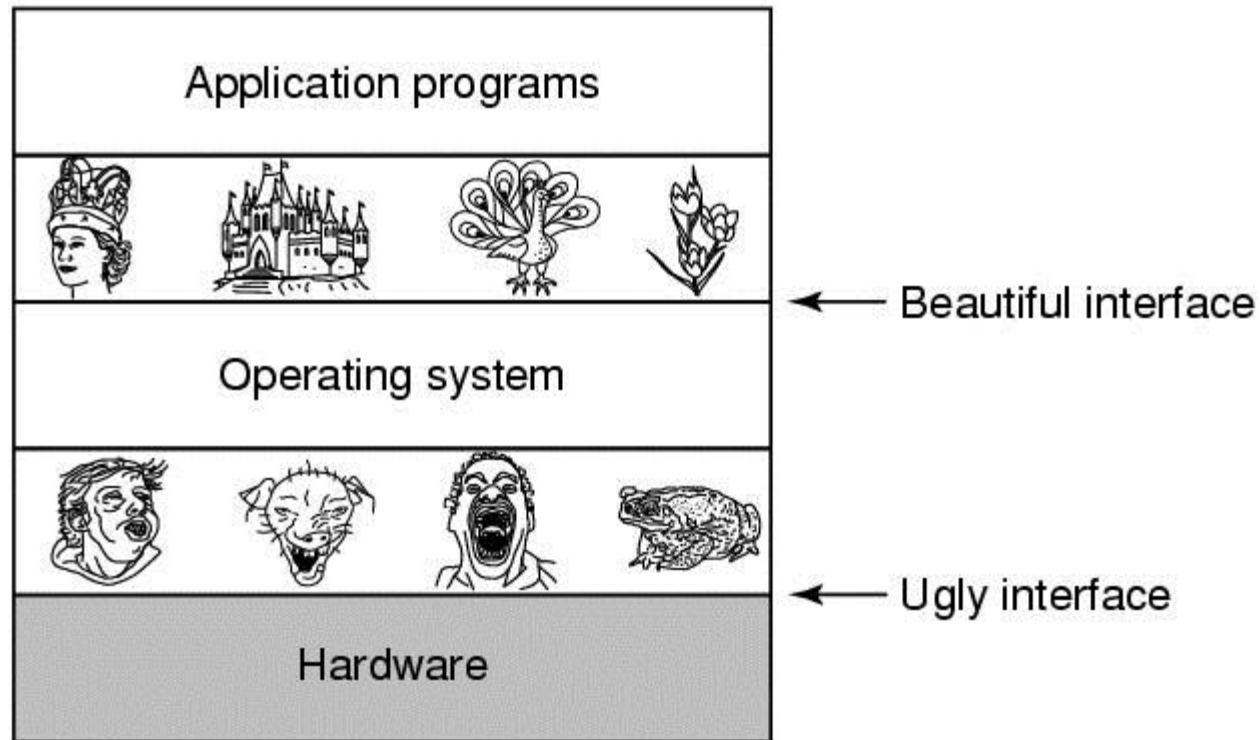 Application programs
Beautiful interface
Operating system
Ugly interface
Hardware